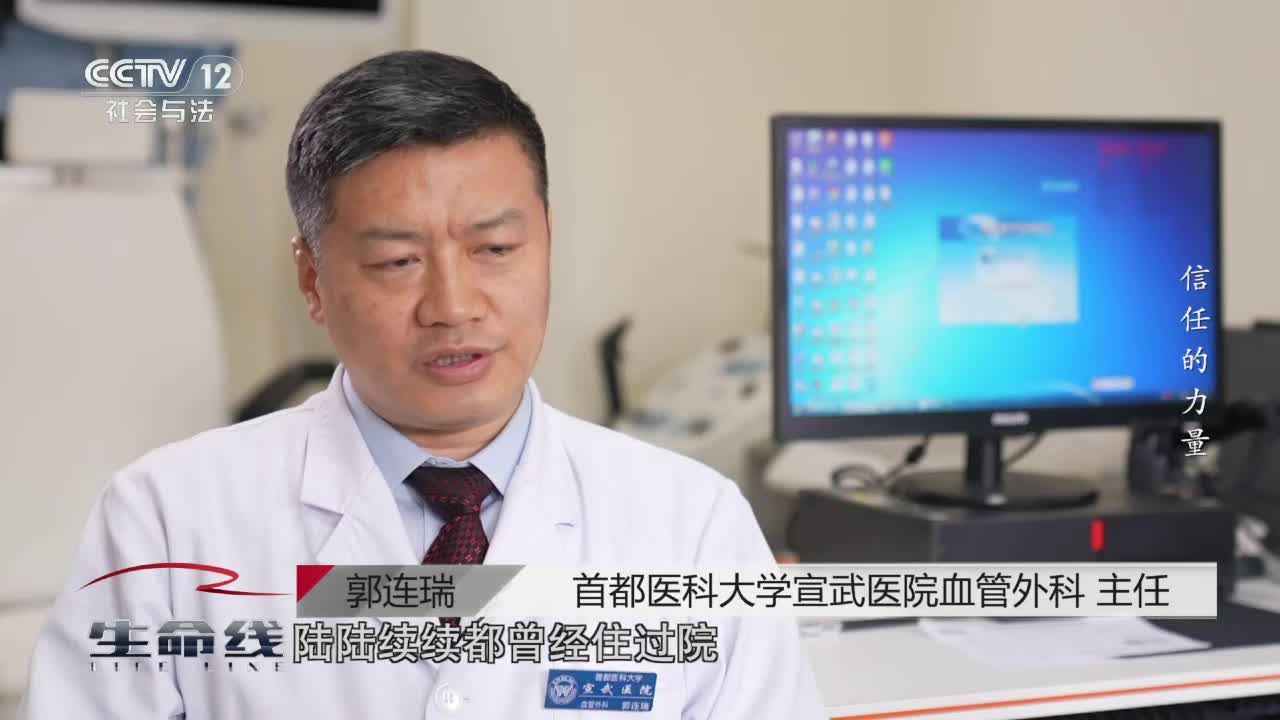 CCTV 12
社会与法
信任的力量
郭连瑞
首都医科大学宣武医院血管外科 主任
生命线
LIFE LINE
陆陆续续都曾经住过院
首都医科大学
宣武医院
血管外科 郭连瑞
PHILIPS